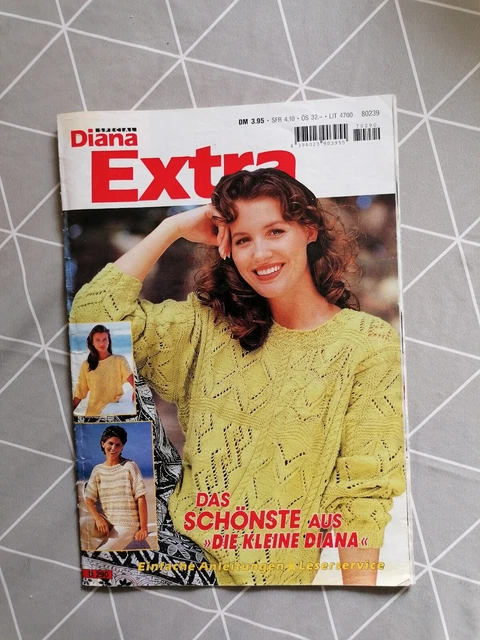 DM 3.95 • SFR 4.10 • ÖS 32.- • LIT 4700 80239
70290
SPECIAL
Diana
Extra
DAS
SCHÖNSTE AUS
»DIE KLEINE DIANA«
Einfache Anleitungen • Leserservice